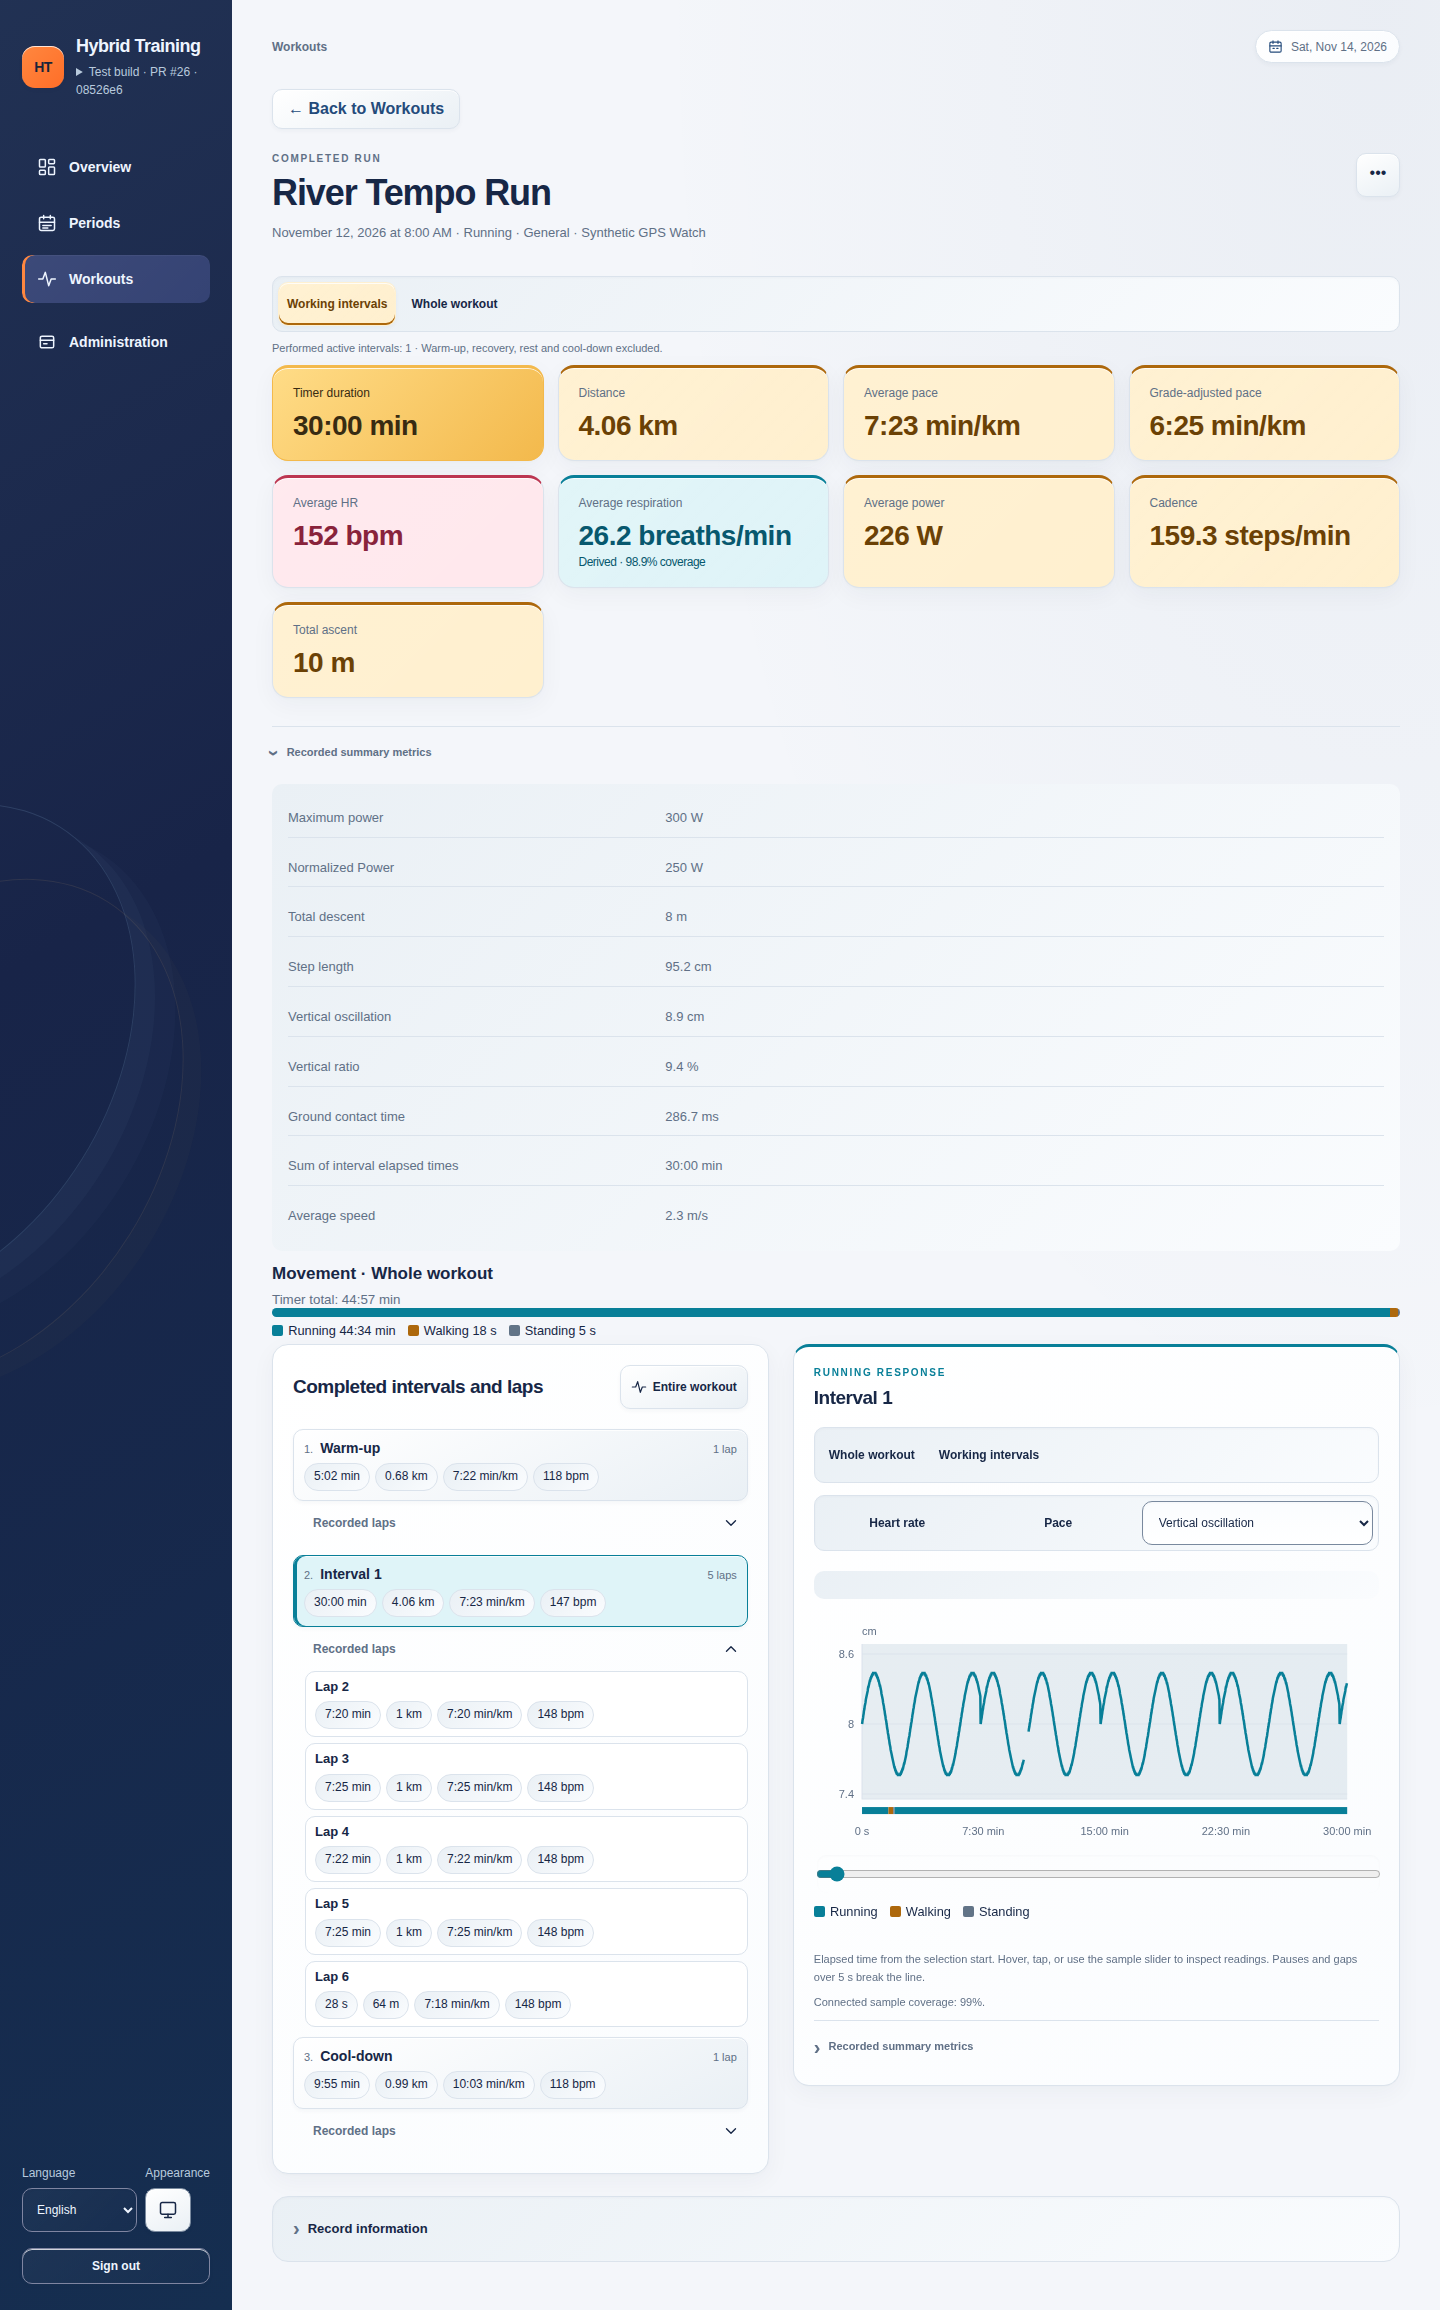 HT
Hybrid Training
Test build · PR #26 ·
08526e6
Overview
Periods
Workouts
Administration
Language
Appearance
English
Sign out
Workouts
Sat, Nov 14, 2026
← Back to Workouts
COMPLETED RUN
River Tempo Run
•••
November 12, 2026 at 8:00 AM · Running · General · Synthetic GPS Watch
Working intervals
Whole workout
Performed active intervals: 1 · Warm-up, recovery, rest and cool-down excluded.
Timer duration
30:00 min
Distance
4.06 km
Average pace
7:23 min/km
Grade-adjusted pace
6:25 min/km
Average HR
152 bpm
Average respiration
26.2 breaths/min
Derived · 98.9% coverage
Average power
226 W
Cadence
159.3 steps/min
Total ascent
10 m
Recorded summary metrics
Maximum power 300 W
Normalized Power 250 W
Total descent 8 m
Step length 95.2 cm
Vertical oscillation 8.9 cm
Vertical ratio 9.4 %
Ground contact time 286.7 ms
Sum of interval elapsed times 30:00 min
Average speed 2.3 m/s
Movement · Whole workout
Timer total: 44:57 min
Running 44:34 min Walking 18 s Standing 5 s
Completed intervals and laps
Entire workout
1. Warm-up 1 lap
5:02 min 0.68 km 7:22 min/km 118 bpm
Recorded laps
2. Interval 1 5 laps
30:00 min 4.06 km 7:23 min/km 147 bpm
Recorded laps
Lap 2
7:20 min 1 km 7:20 min/km 148 bpm
Lap 3
7:25 min 1 km 7:25 min/km 148 bpm
Lap 4
7:22 min 1 km 7:22 min/km 148 bpm
Lap 5
7:25 min 1 km 7:25 min/km 148 bpm
Lap 6
28 s 64 m 7:18 min/km 148 bpm
3. Cool-down 1 lap
9:55 min 0.99 km 10:03 min/km 118 bpm
Recorded laps
RUNNING RESPONSE
Interval 1
Whole workout Working intervals
Heart rate Pace Vertical oscillation
cm
8.6
8
7.4
0 s 7:30 min 15:00 min 22:30 min 30:00 min
Running Walking Standing
Elapsed time from the selection start. Hover, tap, or use the sample slider to inspect readings. Pauses and gaps
over 5 s break the line.
Connected sample coverage: 99%.
Recorded summary metrics
Record information